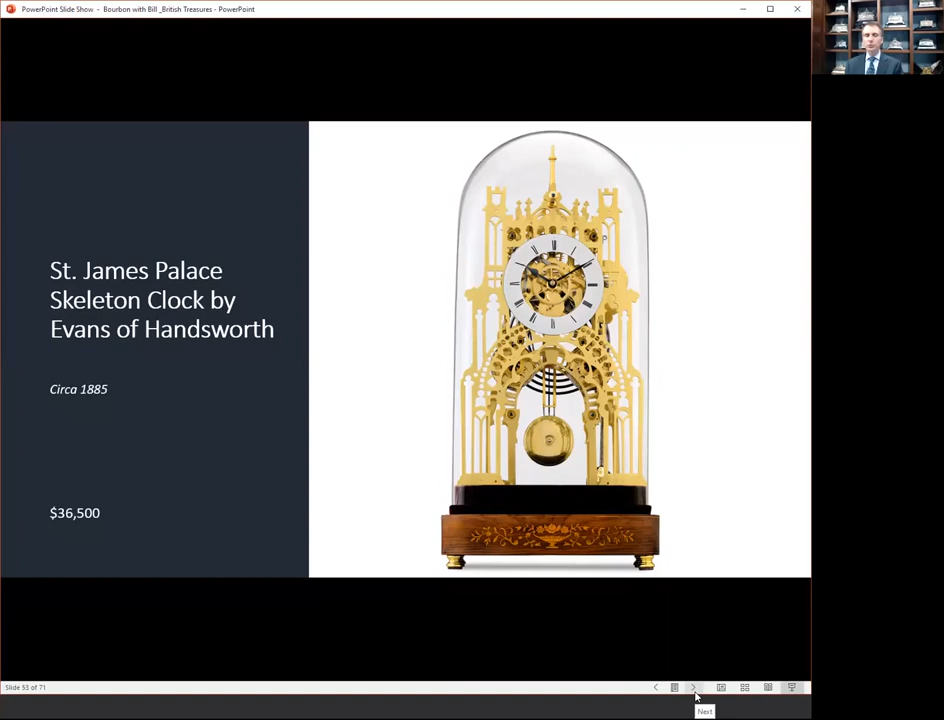 PowerPoint Slide Show - Bourbon with Bill _British Treasures - PowerPoint
St. James Palace
Skeleton Clock by
Evans of Handsworth
Circa 1885
$36,500
Slide 53 of 71
Next